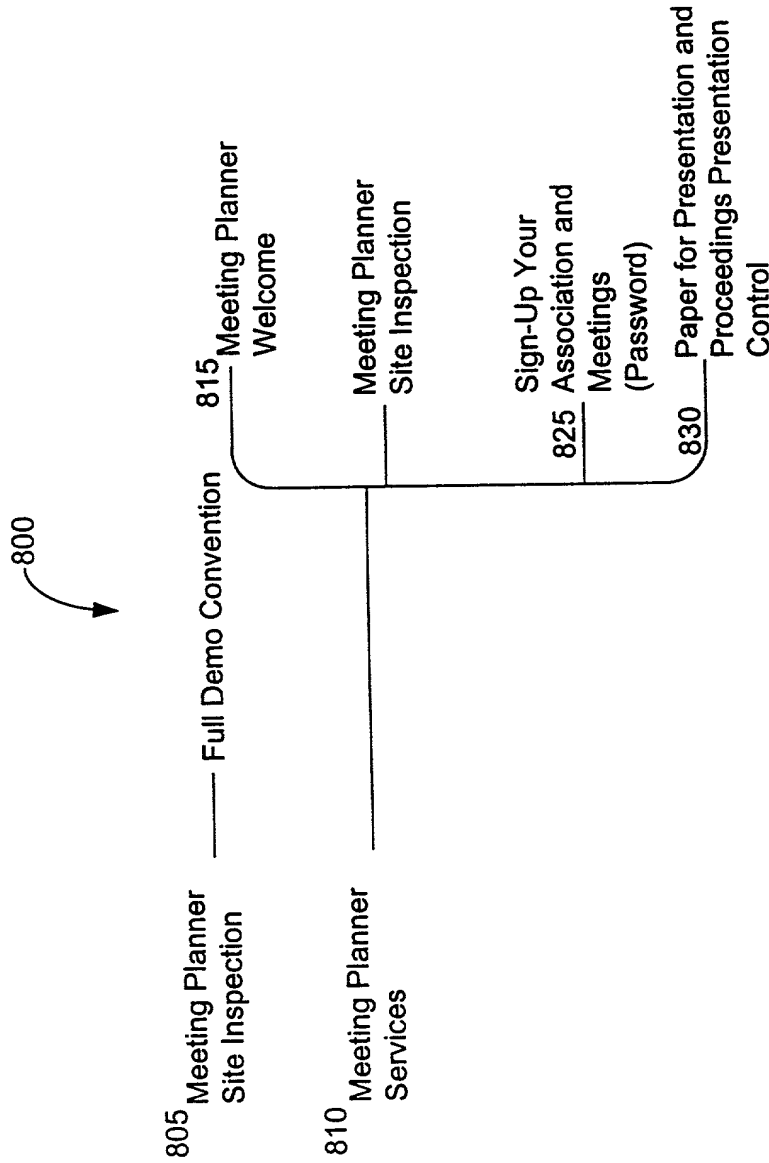 800
805 Meeting Planner
Site Inspection
Full Demo Convention
810 Meeting Planner
Services
815 Meeting Planner
Welcome
Meeting Planner
Site Inspection
Sign-Up Your
825 Association and
Meetings
(Password)
830 Paper for Presentation and
Proceedings Presentation
Control